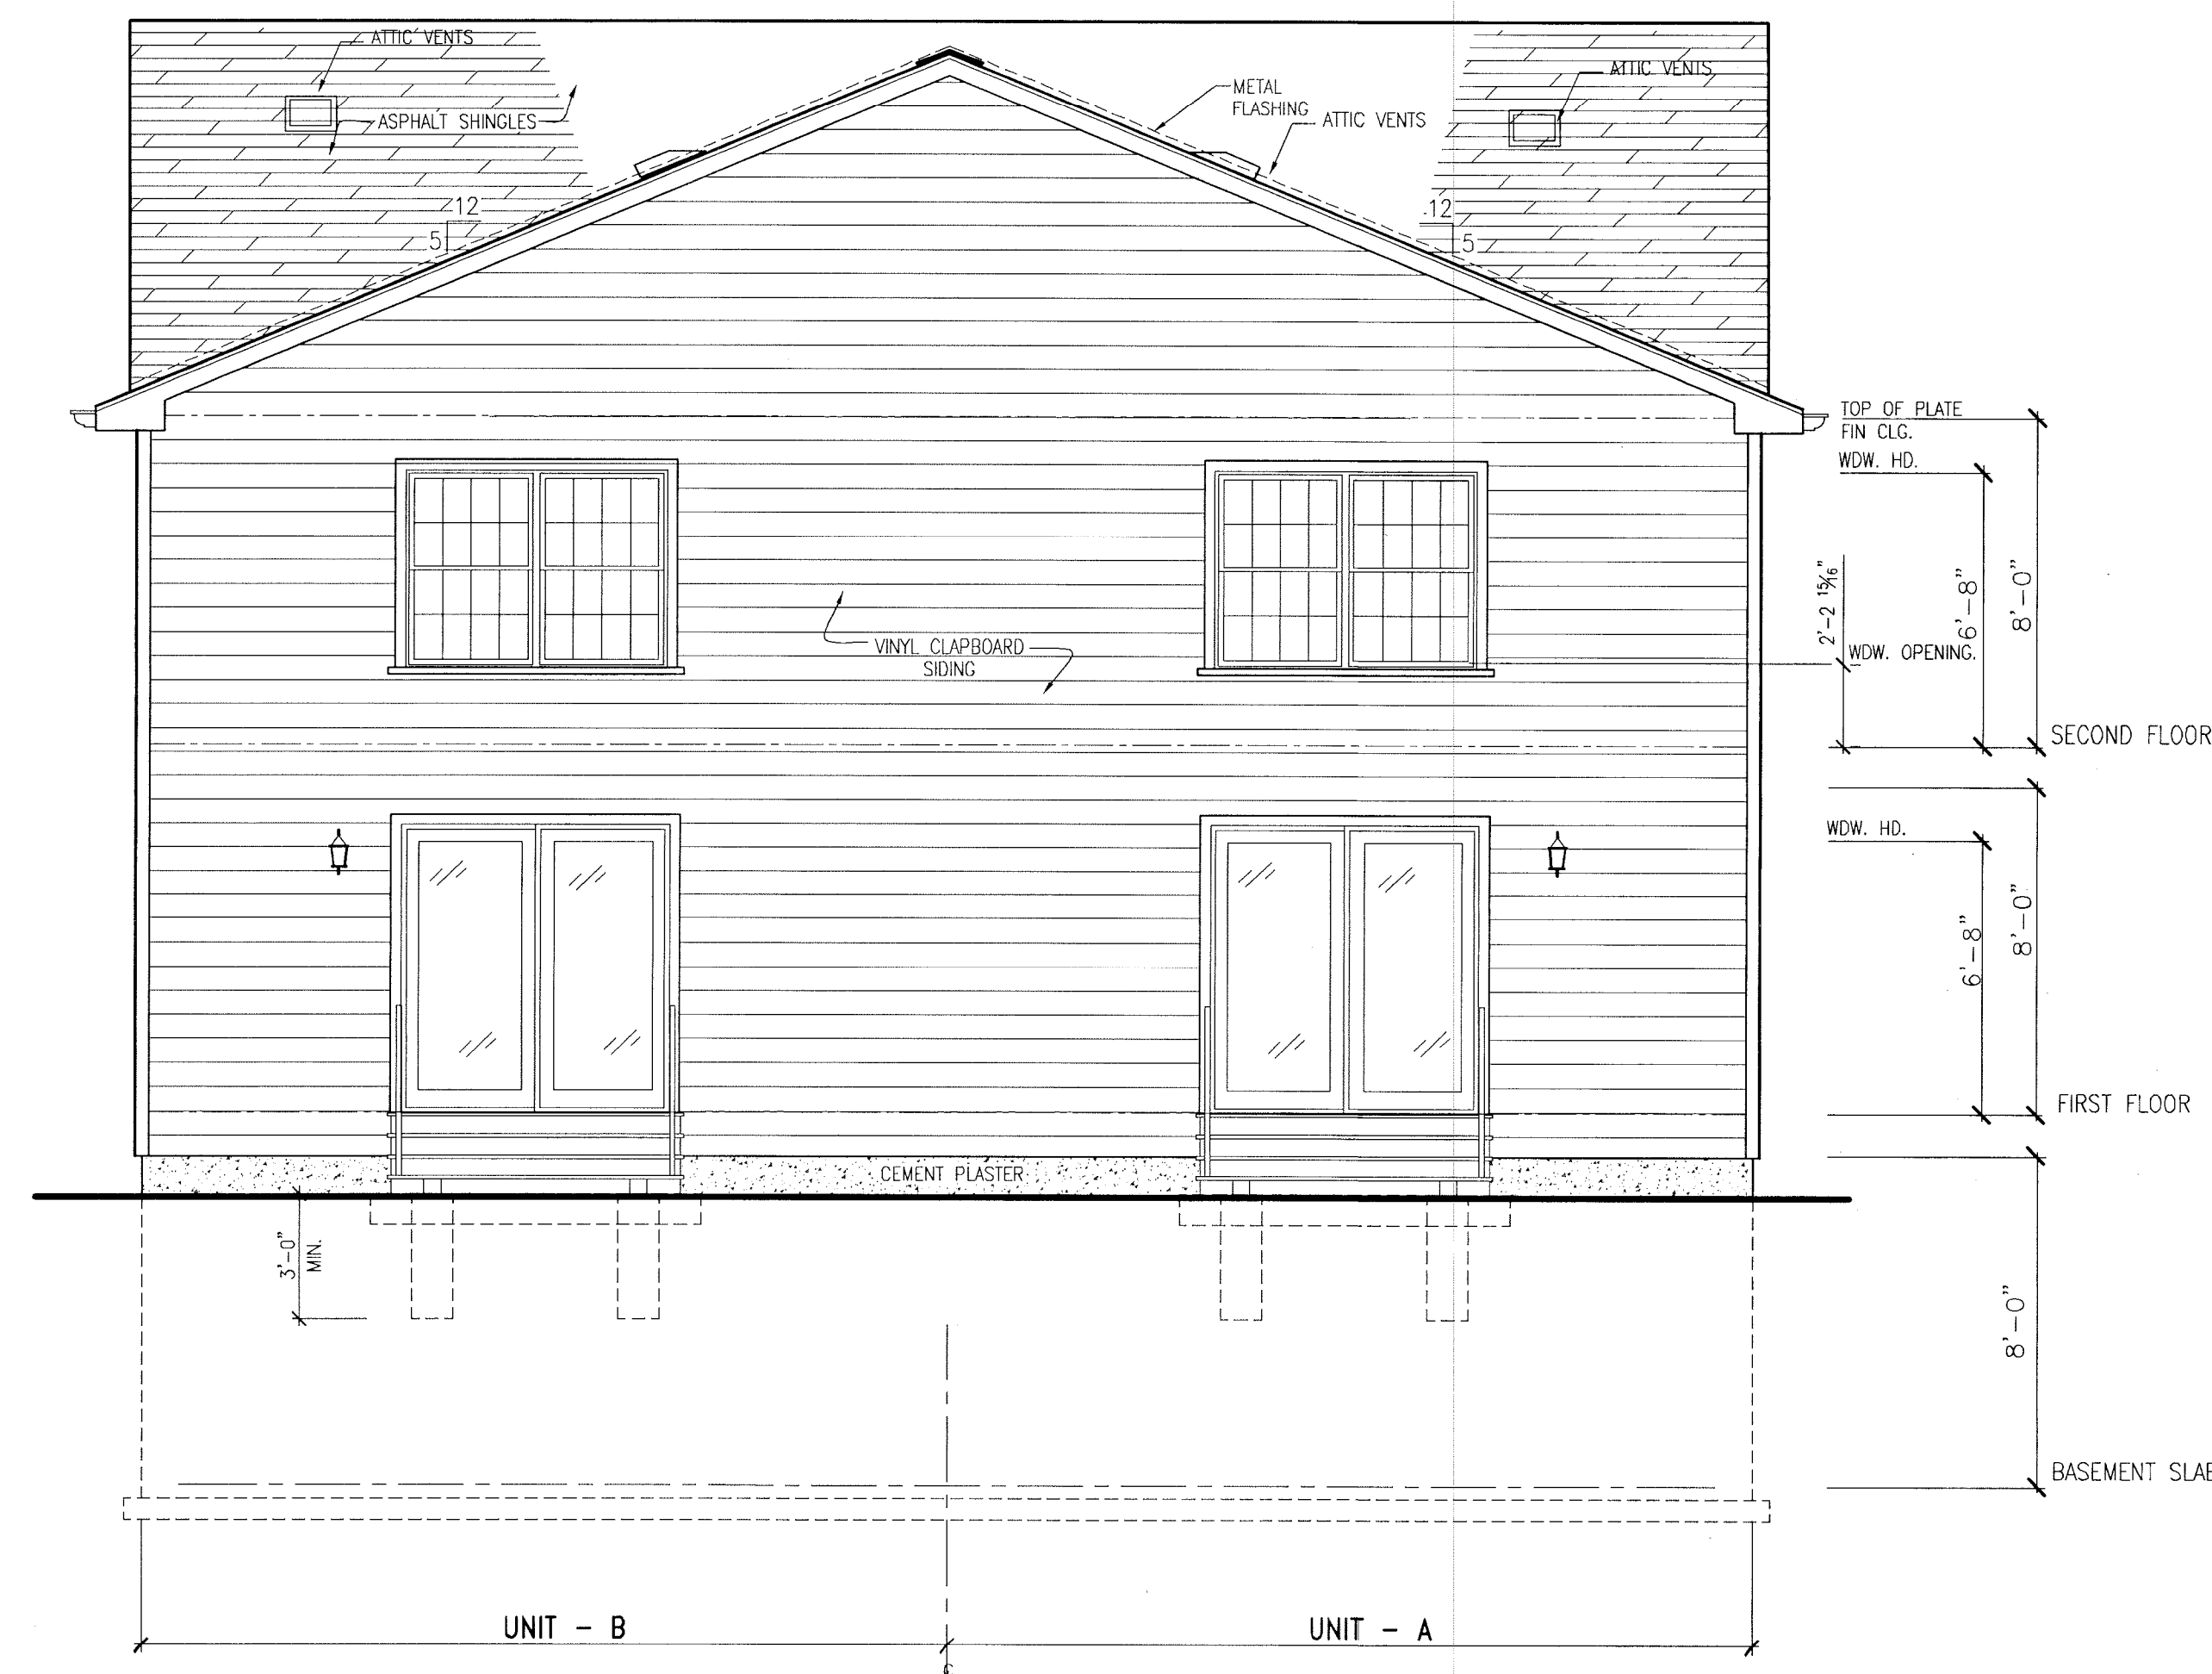 ATTIC VENTS
ATTIC VENTS
METAL
FLASHING
ATTIC VENTS
ASPHALT SHINGLES
12
5
12
5
TOP OF PLATE
FIN CLG.
WDW. HD.
2'-2 15/16"
6'-8"
8'-0"
VINYL CLAPBOARD
SIDING
WDW. OPENING.
SECOND FLOOR
WDW. HD.
6'-8"
8'-0"
FIRST FLOOR
CEMENT PLASTER
3'-0"
MIN.
8'-0"
BASEMENT SLAB
UNIT - B
UNIT - A